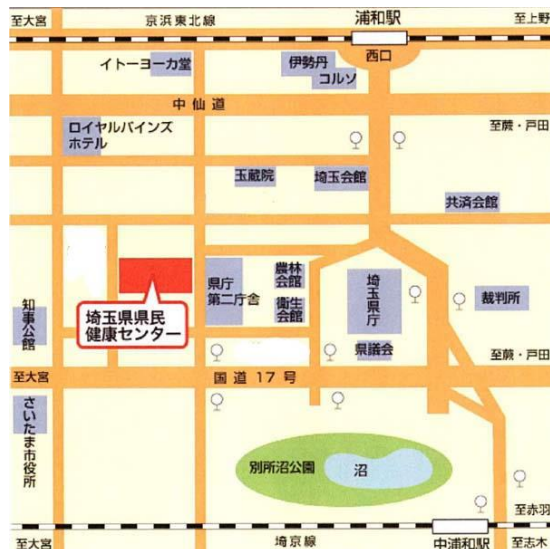 至大宮
京浜東北線
浦和駅
至上野
西口
イトーヨーカ堂
伊勢丹
コルソ
中仙道
ロイヤルパインズ
ホテル
至蕨・戸田
玉蔵院
埼玉会館
共済会館
県庁
第二庁舎
農林
会館
衛生
会館
埼玉県庁
裁判所
知事公館
埼玉県県民
健康センター
県議会
至蕨・戸田
至大宮
国道17号
さいたま市役所
別所沼公園
沼
至赤羽
至大宮
埼京線
中浦和駅
至志木